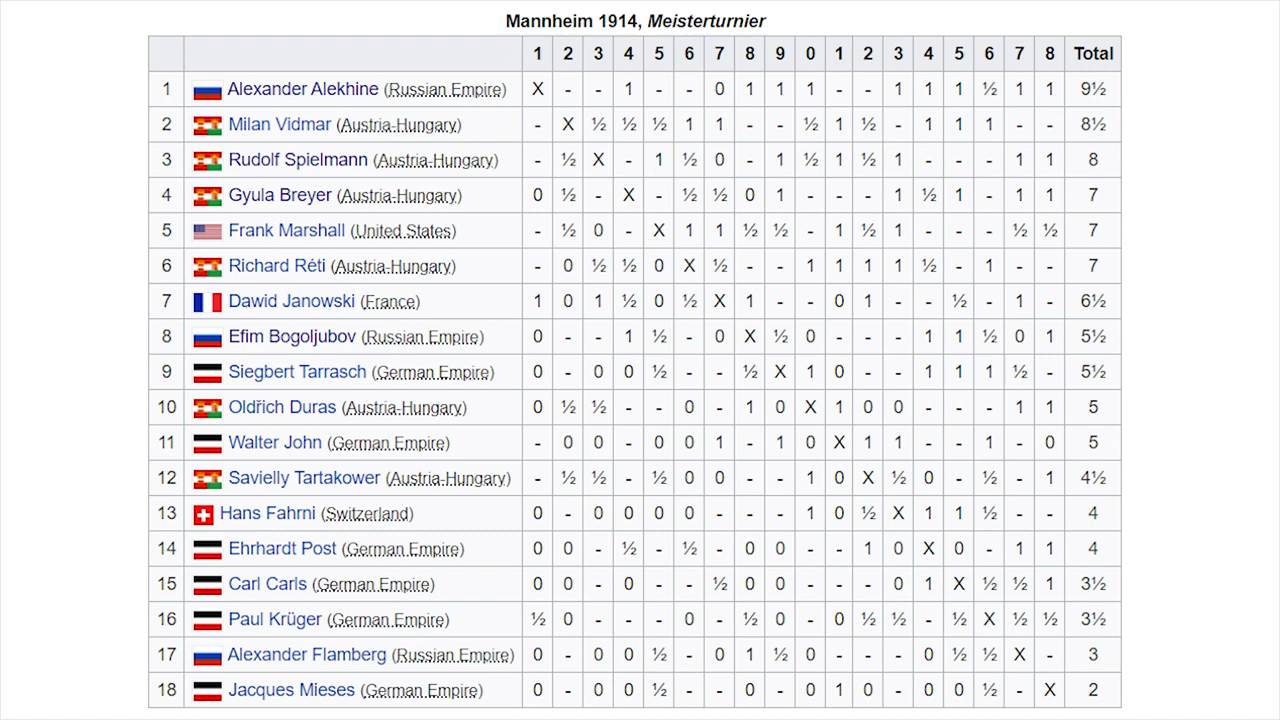 Mannheim 1914, Meisterturnier
1 2 3 4 5 6 7 8 9 0 1 2 3 4 5 6 7 8 Total
1 Alexander Alekhine (Russian Empire) X - - 1 - - 0 1 1 1 - - 1 1 1 ½ 1 1 9½
2 Milan Vidmar (Austria-Hungary) - X ½ ½ ½ 1 1 - - ½ 1 ½ - 1 1 1 - - 8½
3 Rudolf Spielmann (Austria-Hungary) - ½ X - 1 ½ 0 - 1 ½ 1 ½ 1 - - - 1 1 8
4 Gyula Breyer (Austria-Hungary) 0 ½ - X - ½ ½ 0 1 - - - 1 ½ 1 - 1 1 7
5 Frank Marshall (United States) - ½ 0 - X 1 1 ½ ½ - 1 ½ 1 - - - ½ ½ 7
6 Richard Réti (Austria-Hungary) - 0 ½ ½ 0 X ½ - - 1 1 1 1 ½ - 1 - - 7
7 Dawid Janowski (France) 1 0 1 ½ 0 ½ X 1 - - 0 1 - - ½ - 1 - 6½
8 Efim Bogoljubov (Russian Empire) 0 - - 1 ½ - 0 X ½ 0 - - - 1 1 ½ 0 1 5½
9 Siegbert Tarrasch (German Empire) 0 - 0 0 ½ - - ½ X 1 0 - - 1 1 1 ½ - 5½
10 Oldřich Duras (Austria-Hungary) 0 ½ ½ - - 0 - 1 0 X 1 0 0 - - - 1 1 5
11 Walter John (German Empire) - 0 0 - 0 0 1 - 1 0 X 1 1 - - 1 - 0 5
12 Savielly Tartakower (Austria-Hungary) - ½ ½ - ½ 0 0 - - 1 0 X ½ 0 - ½ - 1 4½
13 Hans Fahrni (Switzerland) 0 - 0 0 0 0 - - - 1 0 ½ X 1 1 ½ - - 4
14 Ehrhardt Post (German Empire) 0 0 - ½ - ½ - 0 0 - - 1 0 X 0 - 1 1 4
15 Carl Carls (German Empire) 0 0 - 0 - - ½ 0 0 - - - 0 1 X ½ ½ 1 3½
16 Paul Krüger (German Empire) ½ 0 - - - 0 - ½ 0 - 0 ½ ½ - ½ X ½ ½ 3½
17 Alexander Flamberg (Russian Empire) 0 - 0 0 ½ - 0 1 ½ 0 - - - 0 ½ ½ X - 3
18 Jacques Mieses (German Empire) 0 - 0 0 ½ - - 0 - 0 1 0 - 0 0 ½ - X 2